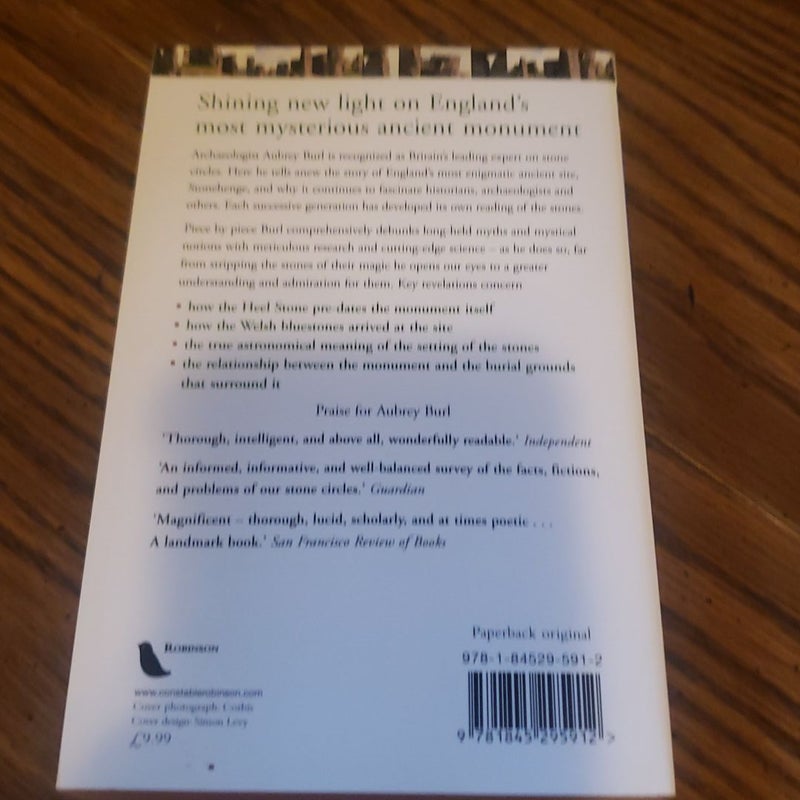 Shining new light on England's
most mysterious ancient monument
Archaeologist Aubrey Burl is recognized as Britain's leading expert on stone
circles. Here he tells anew the story of England's most enigmatic ancient site,
Stonehenge, and why it continues to fascinate historians, archaeologists and
others. Each successive generation has developed its own reading of the stones.
Piece by piece Burl comprehensively debunks long-held myths and mystical
notions with meticulous research and cutting-edge science – as he does so, far
from stripping the stones of their magic he opens our eyes to a greater
understanding and admiration for them. Key revelations concern
• how the Heel Stone pre-dates the monument itself
• how the Welsh bluestones arrived at the site
• the true astronomical meaning of the setting of the stones
• the relationship between the monument and the burial grounds
that surround it
Praise for Aubrey Burl
'Thorough, intelligent, and above all, wonderfully readable.' Independent
'An informed, informative, and well-balanced survey of the facts, fictions,
and problems of our stone circles.' Guardian
'Magnificent – thorough, lucid, scholarly, and at times poetic . . .
A landmark book.' San Francisco Review of Books
Paperback original
978-1-84529-591-2
ROBINSON
www.constablerobinson.com
Cover photograph: Corbis
Cover design: Simon Levy
£9.99
9 781845 295912 >